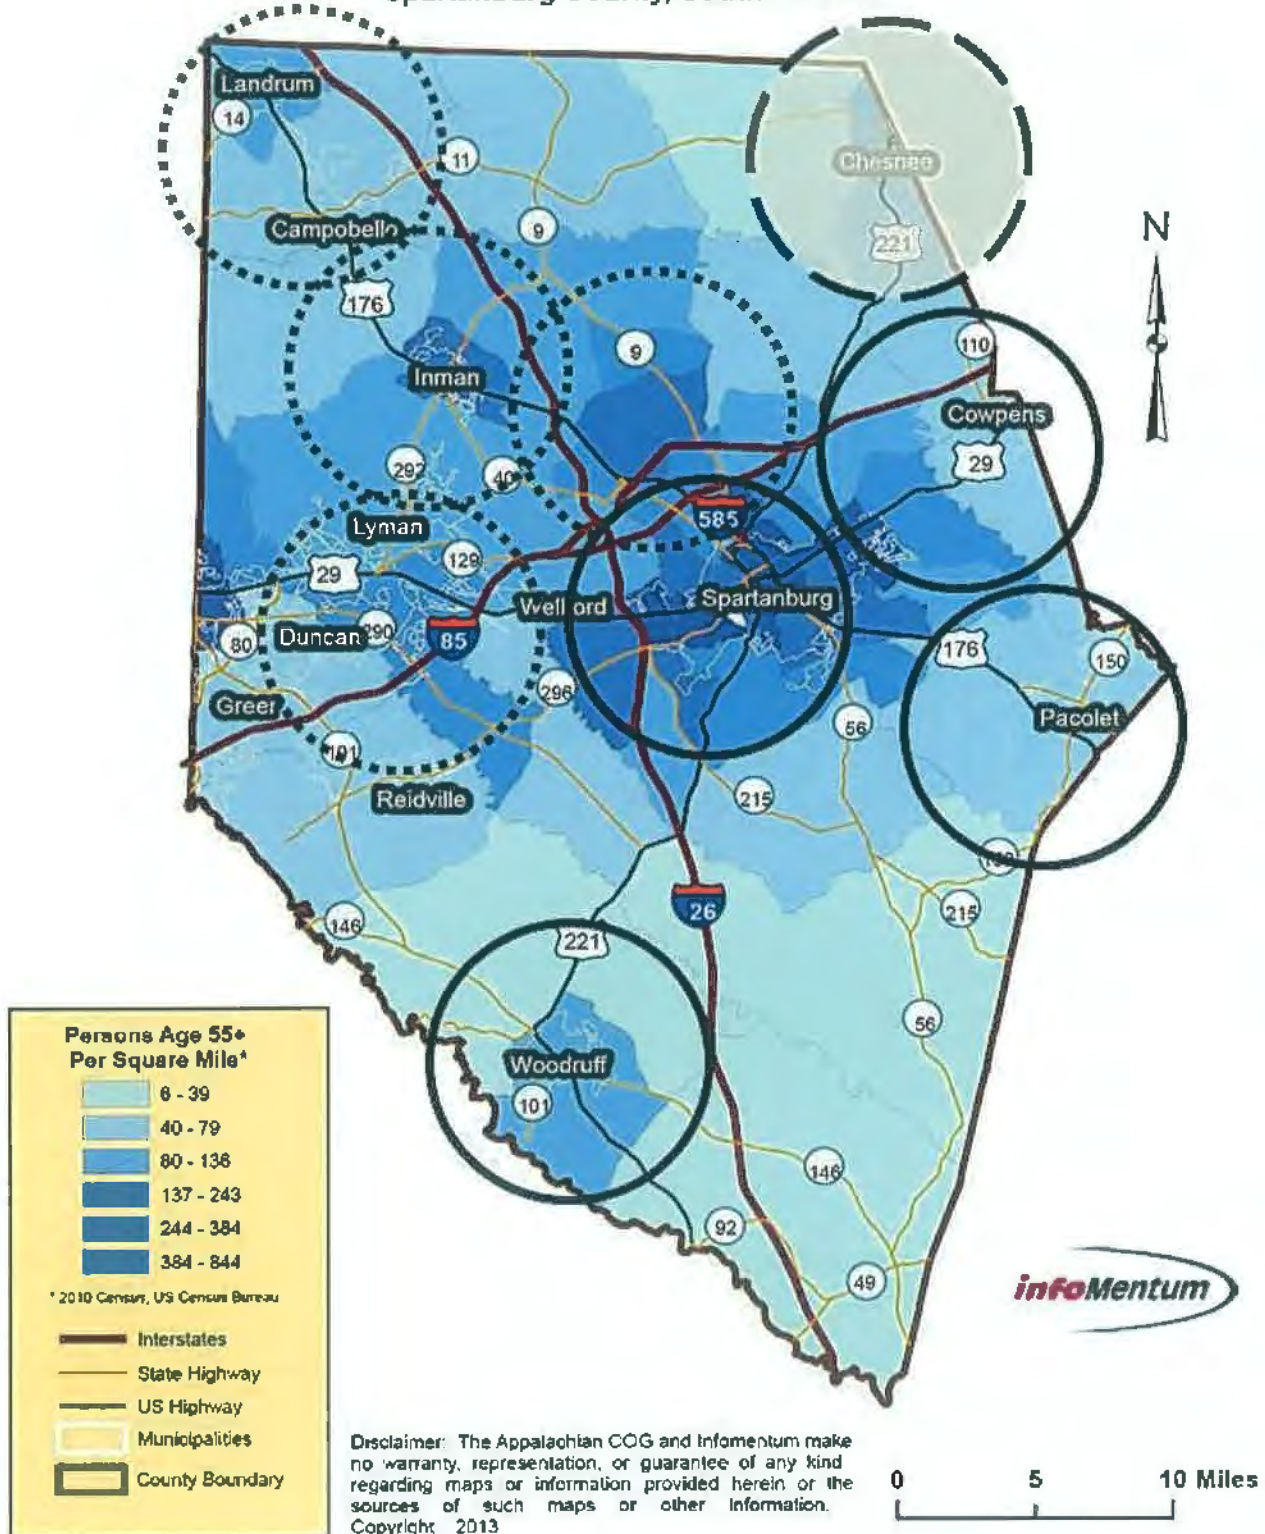 Spartanburg County, South
Landrum
14
11
Chesnee
Campobello
9
221
176
9
110
Inman
Cowpens
292
40
29
Lyman
585
129
29
Wellford
Spartanburg
Duncan
290
80
85
176
150
296
Greer
Pacolet
56
101
Reidville
215
26
215
146
221
56
Woodruff
101
146
92
49
N
Persons Age 55+
Per Square Mile*
6 - 39
40 - 79
80 - 136
137 - 243
244 - 384
384 - 844
* 2010 Census, US Census Bureau
Interstates
State Highway
US Highway
Municipalities
County Boundary
infoMentum
Disclaimer: The Appalachian COG and Infomentum make
no warranty, representation, or guarantee of any kind
regarding maps or information provided herein or the
sources of such maps or other information.
Copyright 2013
0 5 10 Miles